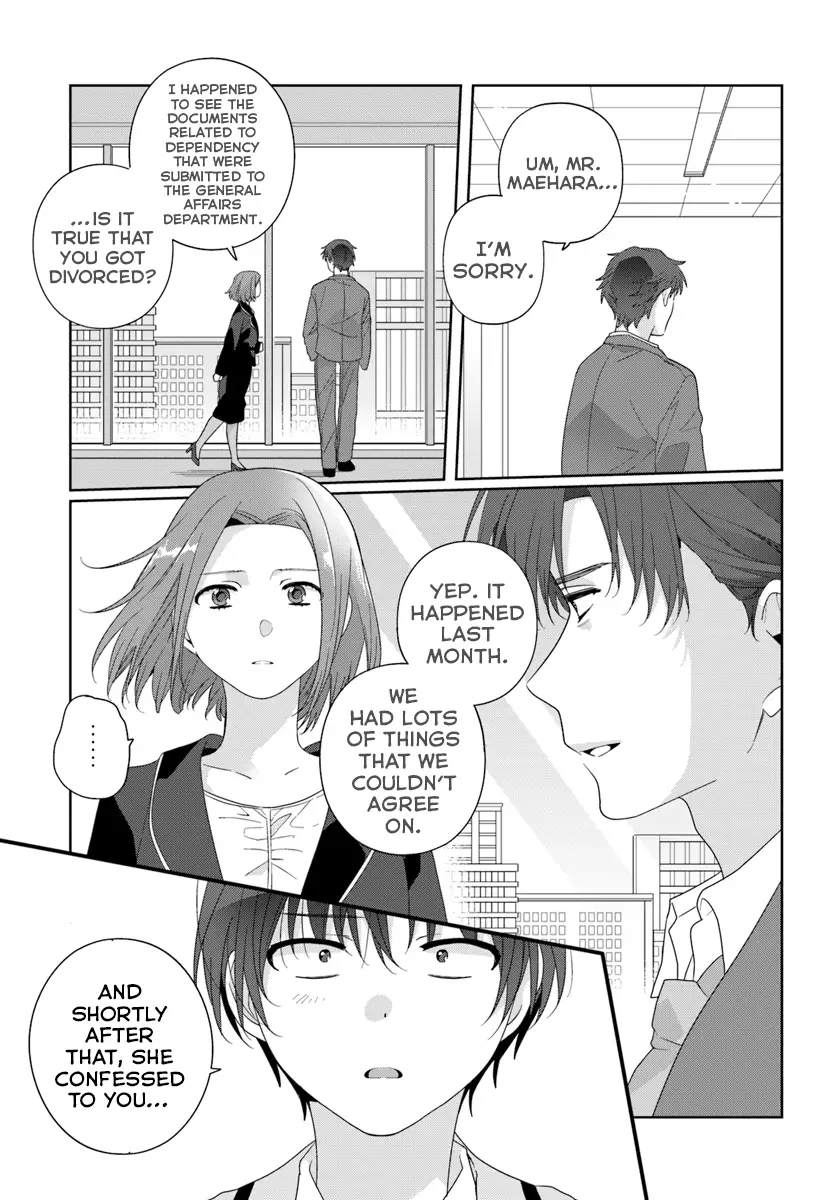 UM, MR.
MAEHARA...
I'M
SORRY.
I HAPPENED
TO SEE THE
DOCUMENTS
RELATED TO
DEPENDENCY
THAT WERE
SUBMITTED TO
THE GENERAL
AFFAIRS
DEPARTMENT.
...IS IT
TRUE THAT
YOU GOT
DIVORCED?
YEP. IT
HAPPENED
LAST
MONTH.
WE
HAD LOTS
OF THINGS
THAT WE
COULDN'T
AGREE
ON.
.....
AND
SHORTLY
AFTER
THAT, SHE
CONFESSED
TO YOU...